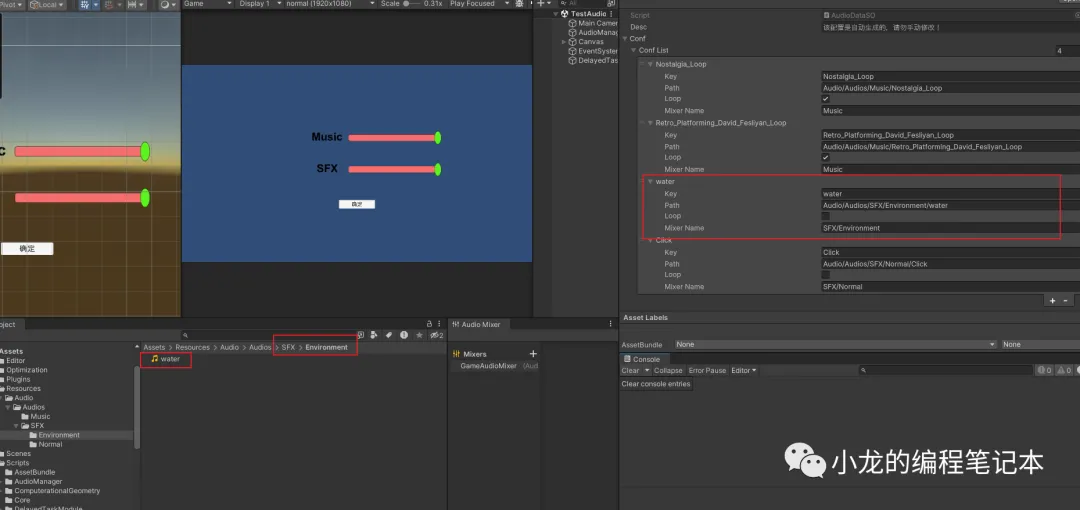 Pivot
Local
Game
Display 1
normal (1920x1080)
Scale
0.31x
Play Focused
TestAudio
Main Camer
AudioManag
Canvas
EventSystem
DelayedTas
Music
SFX
确定
确定
Script
AudioDataSO
Desc
该配置是自动生成的，请勿手动修改！
Conf
Conf List
4
Nostalgia_Loop
Key
Nostalgia_Loop
Path
Audio/Audios/Music/Nostalgia_Loop
Loop
Mixer Name
Music
Retro_Platforming_David_Fesliyan_Loop
Key
Retro_Platforming_David_Fesliyan_Loop
Path
Audio/Audios/Music/Retro_Platforming_David_Fesliyan_Loop
Loop
Mixer Name
Music
water
Key
water
Path
Audio/Audios/SFX/Environment/water
Loop
Mixer Name
SFX/Environment
Click
Key
Click
Path
Audio/Audios/SFX/Normal/Click
Loop
Mixer Name
SFX/Normal
Asset Labels
AssetBundle
None
None
Console
Clear
Collapse
Error Pause
Editor
0
0
Clear console entries
oject
2
Assets
Editor
Optimization
Plugins
Resources
Audio
Audios
Music
SFX
Environment
Normal
Scenes
Scripts
AssetBundle
AudioManager
ComputationalGeometry
Core
DelayedTaskModule
Assets > Resources > Audio > Audios > SFX > Environment
water
Audio Mixer
Mixers
+
GameAudioMixer (Aud
小龙的编程笔记本